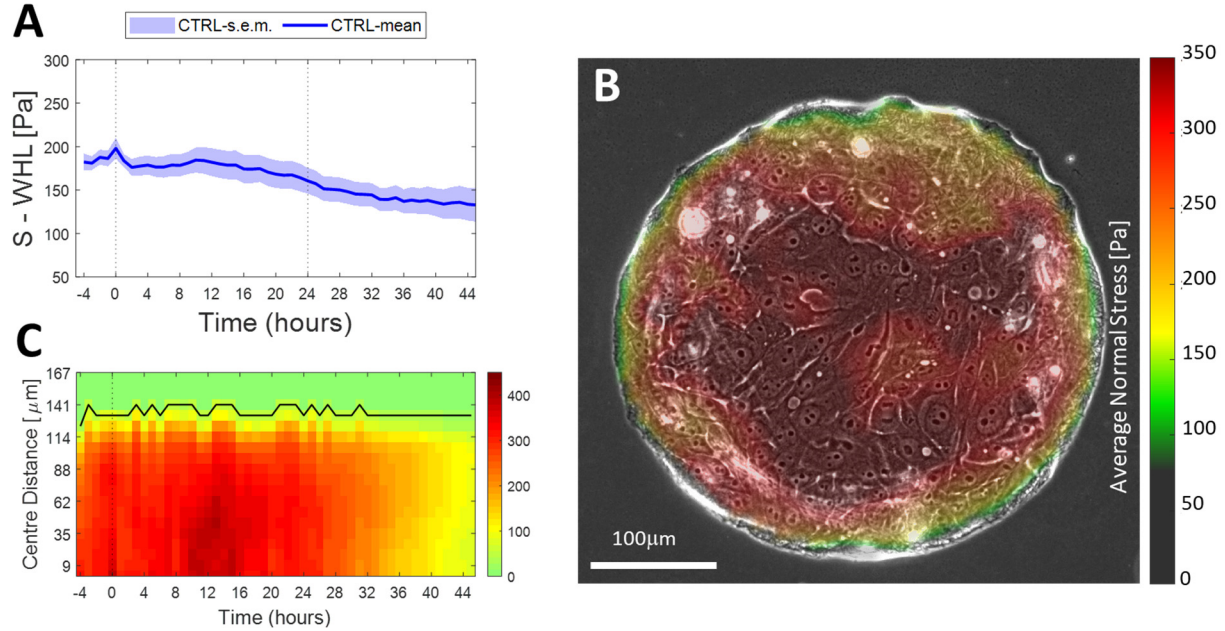 A
CTRL-s.e.m. CTRL-mean
300
250
200
150
100
50
S - WHL [Pa]
-4 0 4 8 12 16 20 24 28 32 36 40 44
Time (hours)
B
100μm
350
300
250
200
150
100
50
0
Average Normal Stress [Pa]
C
167
141
114
88
62
35
9
Centre Distance [μm]
-4 0 4 8 12 16 20 24 28 32 36 40 44
Time (hours)
400
300
200
100
0